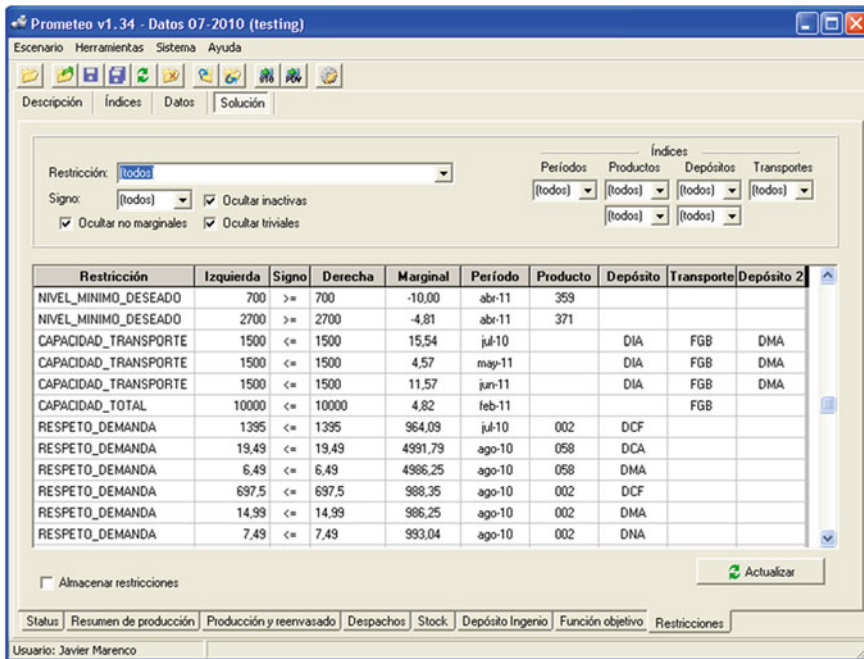 Prometeo v1.34 - Datos 07-2010 (testing)
Escenario Herramientas Sistema Ayuda
Descripción Índices Datos Solución
Índices
Restricción: (todos) Períodos Productos Depósitos Transportes
(todos) (todos) (todos) (todos)
Signo: (todos) Ocultar inactivas
(todos) (todos)
Ocultar no marginales Ocultar triviales
Restricción Izquierda Signo Derecha Marginal Período Producto Depósito Transporte Depósito 2
NIVEL_MINIMO_DESEADO 700 >= 700 -10,00 abr-11 359
NIVEL_MINIMO_DESEADO 2700 >= 2700 -4,81 abr-11 371
CAPACIDAD_TRANSPORTE 1500 <= 1500 15,54 jul-10 DIA FGB DMA
CAPACIDAD_TRANSPORTE 1500 <= 1500 4,57 may-11 DIA FGB DMA
CAPACIDAD_TRANSPORTE 1500 <= 1500 11,57 jun-11 DIA FGB DMA
CAPACIDAD_TOTAL 10000 <= 10000 4,82 feb-11 FGB
RESPETO_DEMANDA 1395 <= 1395 964,09 jul-10 002 DCF
RESPETO_DEMANDA 19,49 <= 19,49 4991,79 ago-10 058 DCA
RESPETO_DEMANDA 6,49 <= 6,49 4986,25 ago-10 058 DMA
RESPETO_DEMANDA 697,5 <= 697,5 988,35 ago-10 002 DCF
RESPETO_DEMANDA 14,99 <= 14,99 986,25 ago-10 002 DMA
RESPETO_DEMANDA 7,49 <= 7,49 993,04 ago-10 002 DNA
Almacenar restricciones Actualizar
Status Resumen de producción Producción y reenvasado Despachos Stock Depósito Ingenio Función objetivo Restricciones
Usuario: Javier Marenco